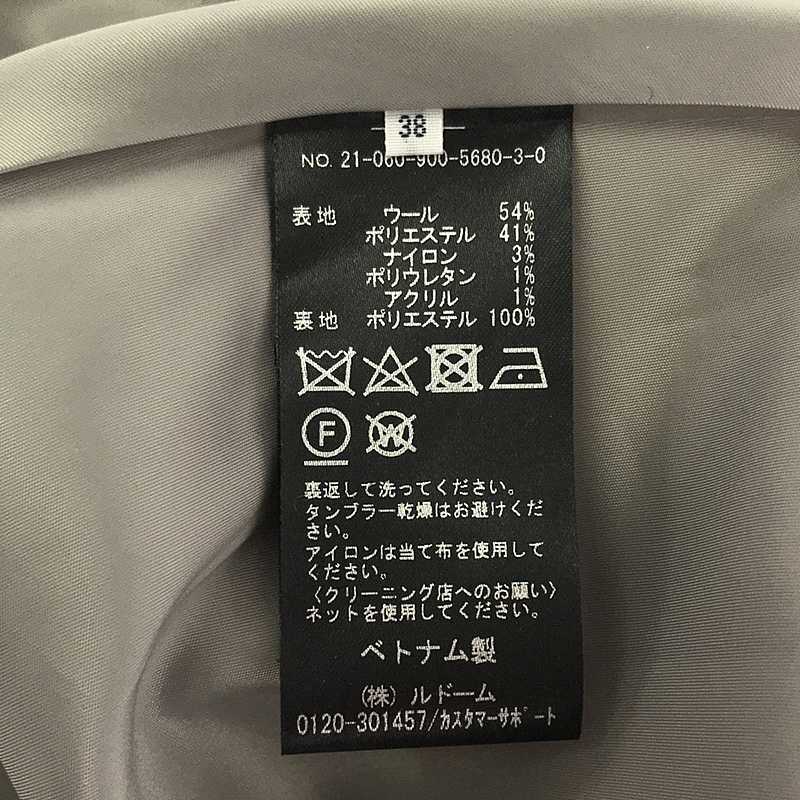 38
NO. 21-060-900-5680-3-0
表地 ウール 54%
ポリエステル 41%
ナイロン 3%
ポリウレタン 1%
アクリル 1%
裏地 ポリエステル 100%
F W
裏返して洗ってください。
タンブラー乾燥はお避けくだ
さい。
アイロンは当て布を使用して
ください。
〈クリーニング店へのお願い〉
ネットを使用してください。
ベトナム製
(株) ルドーム
0120-301457/カスタマーサポート